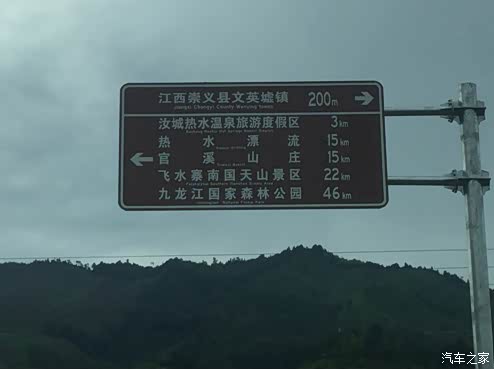 江西崇义县文英墟镇 200m
汝城热水温泉旅游度假区 3km
热水漂流 15km
官溪山庄 15km
飞水寨南国天山景区 22km
九龙江国家森林公园 46km
汽车之家